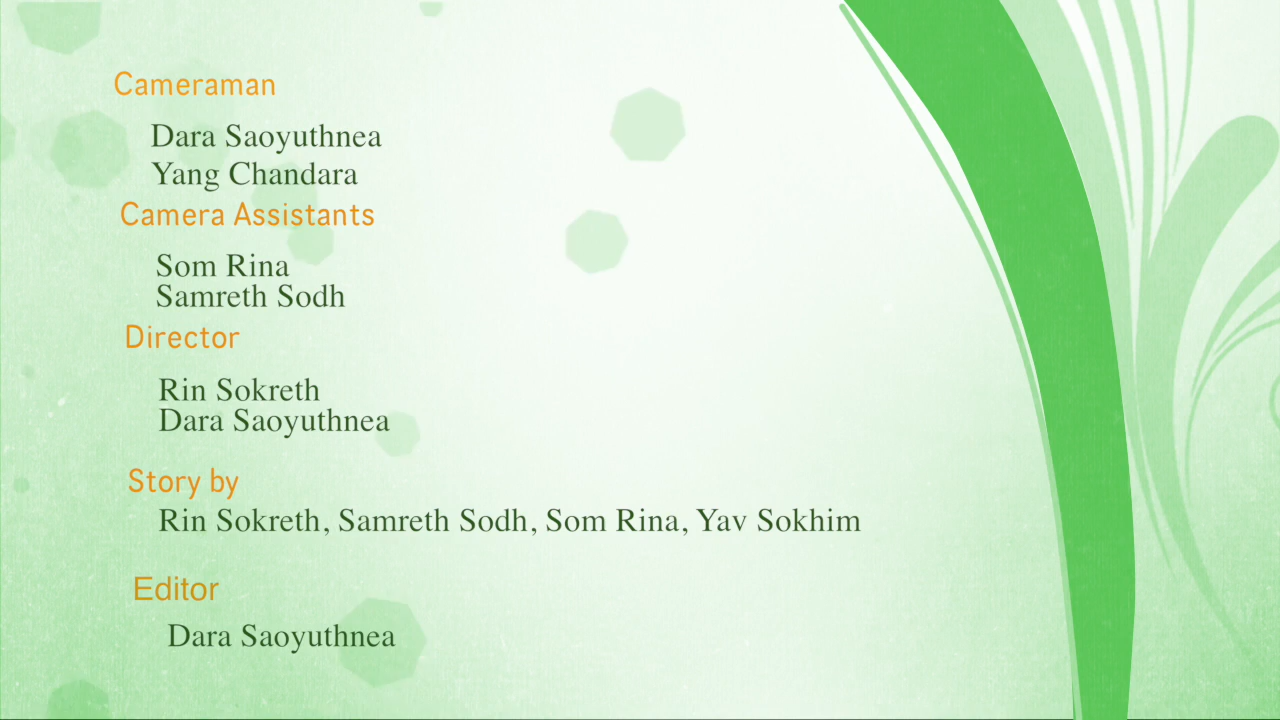 Cameraman
Dara Saoyuthnea
Yang Chandara
Camera Assistants
Som Rina
Samreth Sodh
Director
Rin Sokreth
Dara Saoyuthnea
Story by
Rin Sokreth, Samreth Sodh, Som Rina, Yav Sokhim
Editor
Dara Saoyuthnea